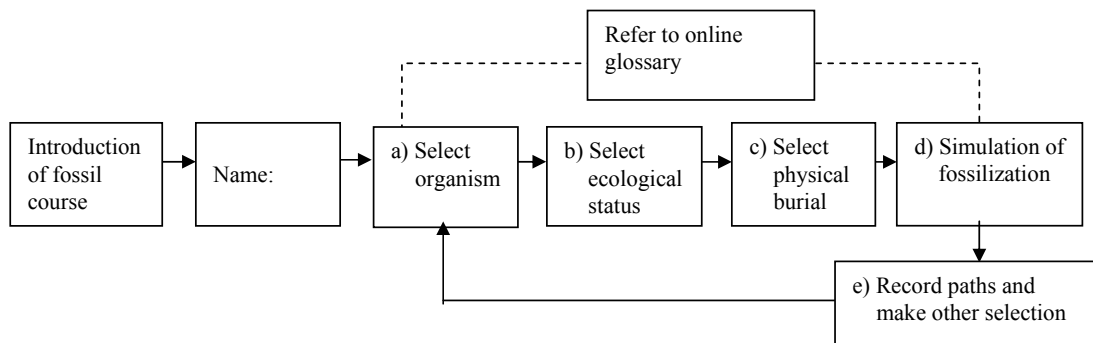 Refer to online
glossary
Introduction
of fossil
course
Name:
a) Select
organism
b) Select
ecological
status
c) Select
physical
burial
d) Simulation of
fossilization
e) Record paths and
make other selection